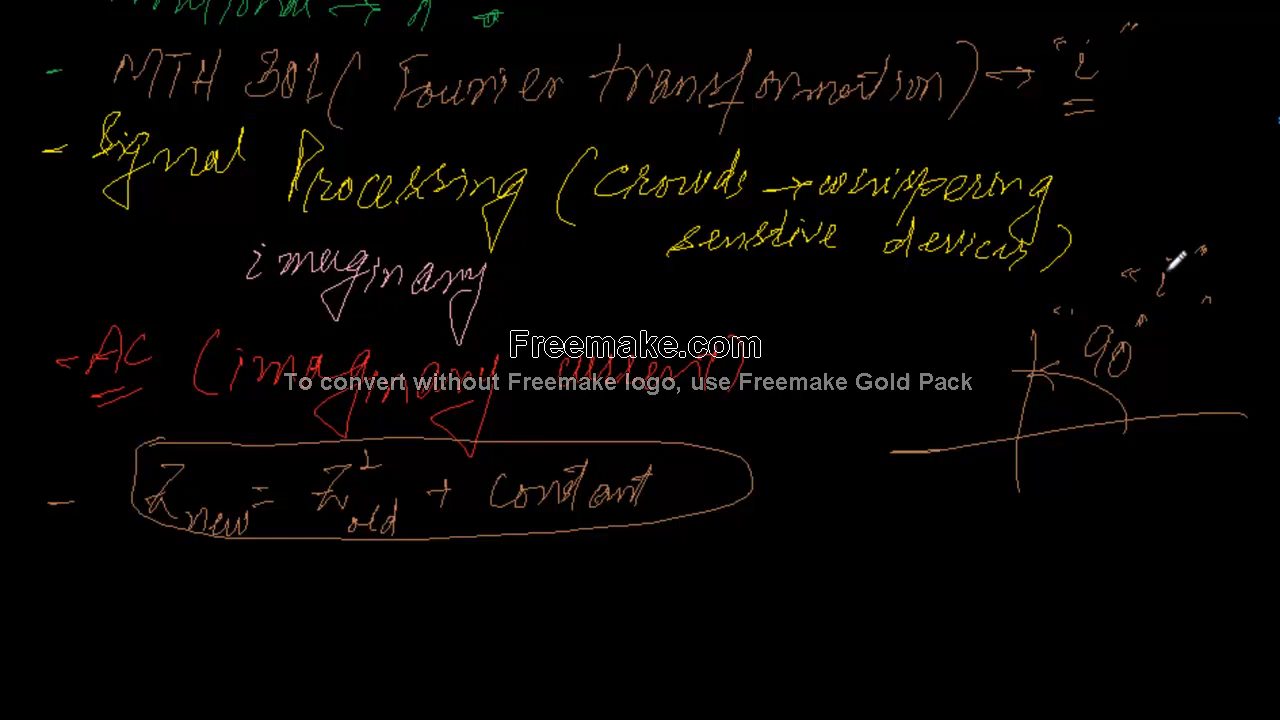 - MTH 301 ( Fourier transformation ) → "i"
- Signal Processing ( crowds → whispering
sensitive devices )
imaginary
"i"
"90"
- AC ( imaginary current )
Freemake.com
To convert without Freemake logo, use Freemake Gold Pack
- Znew = Z²old + constant